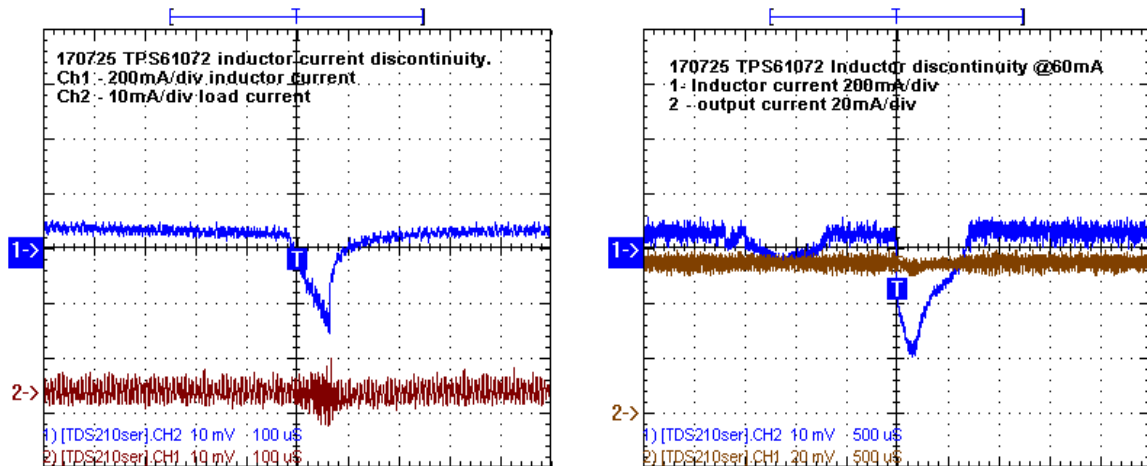 170725 TPS61072 inductor current discontinuity.
Ch1 - 200mA/div inductor current
Ch2 - 10mA/div load current
T
1->
2->
1) [TDS210ser].CH2 10 mV 100 uS
2) [TDS210ser].CH1 10 mV 100 uS
170725 TPS61072 Inductor discontinuity @60mA
1- Inductor current 200mA/div
2 - output current 20mA/div
1->
T
2->
1) [TDS210ser].CH2 10 mV 500 uS
2) [TDS210ser].CH1 20 mV 500 uS